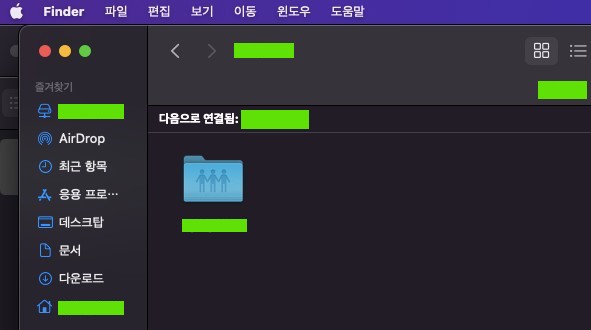 Finder 파일 편집 보기 이동 윈도우 도움말
즐겨찾기
AirDrop
최근 항목
응용 프로…
데스크탑
문서
다운로드
다음으로 연결됨: